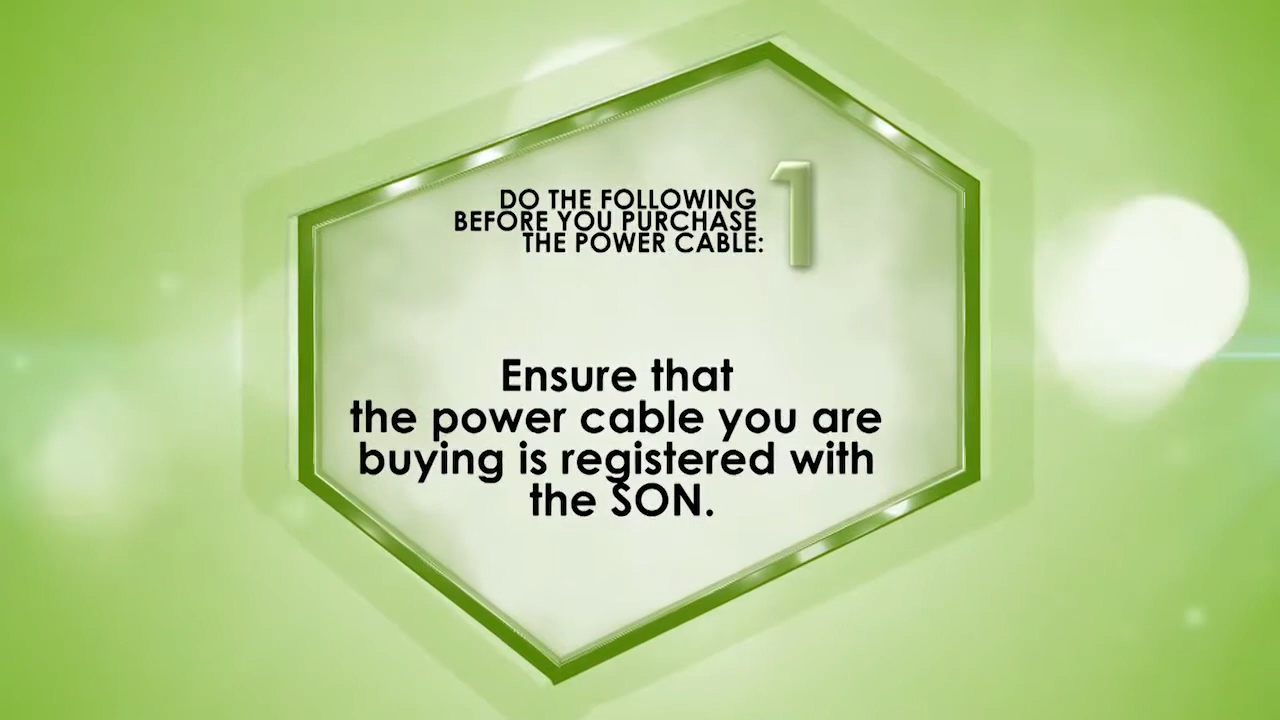 DO THE FOLLOWING
BEFORE YOU PURCHASE
THE POWER CABLE:
1
Ensure that
the power cable you are
buying is registered with
the SON.